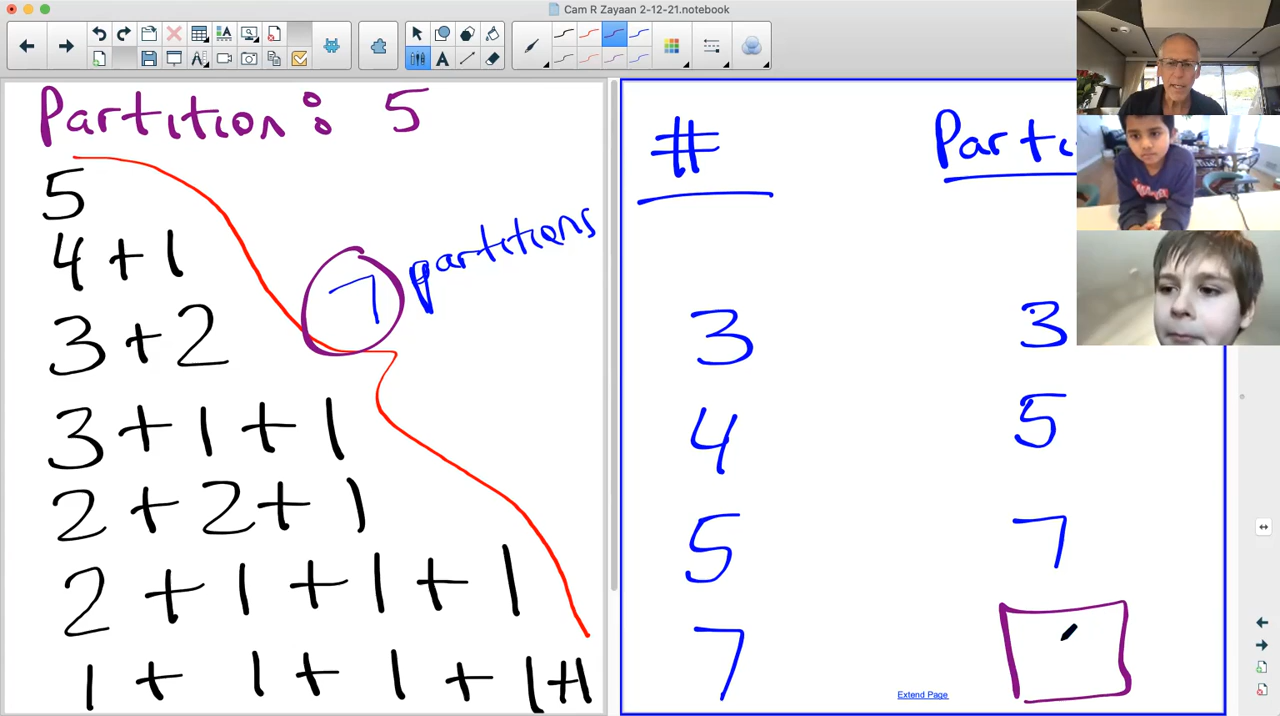 Cam R Zayaan 2-12-21.notebook
Partition: 5
5
4 + 1
3 + 2
3 + 1 + 1
2 + 2 + 1
2 + 1 + 1 + 1
1 + 1 + 1 + 1 + 1
7 partitions
# Parti
3 3
4 5
5 7
7
Extend Page